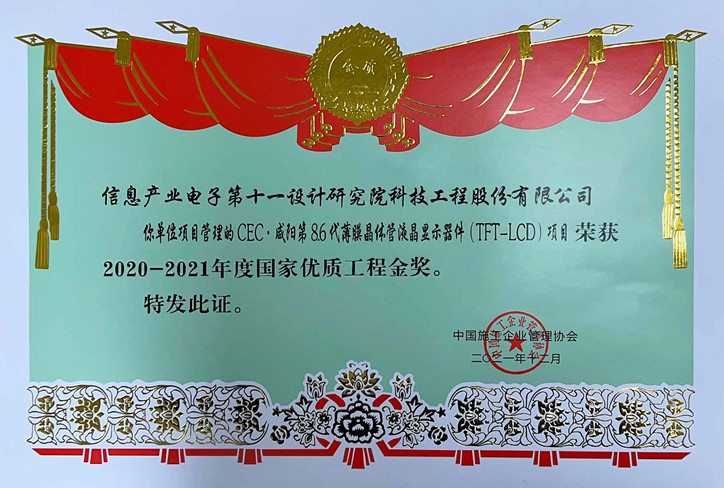 信息产业电子第十一设计研究院科技工程股份有限公司
你单位项目管理的CEC·咸阳第8.6代薄膜晶体管液晶显示器件(TFT-LCD)项目 荣获
2020-2021年度国家优质工程金奖。
特发此证。
中国施工企业管理协会
二〇二一年十二月